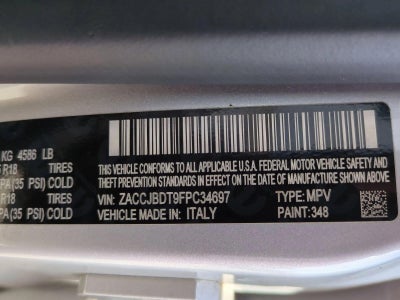 KG 4586 LB
R18 TIRES
PA(35 PSI) COLD
R18 TIRES
PA(35 PSI) COLD
THIS VEHICLE CONFORMS TO ALL APPLICABLE U.S.A. FEDERAL MOTOR VEHICLE SAFETY AND
THEFT PREVENTION STANDARDS IN EFFECT ON THE DATE OF MANUFACTURE SHOWN ABOVE.
VIN: ZACCJBDT9FPC34697 TYPE: MPV
VEHICLE MADE IN: ITALY PAINT: 348